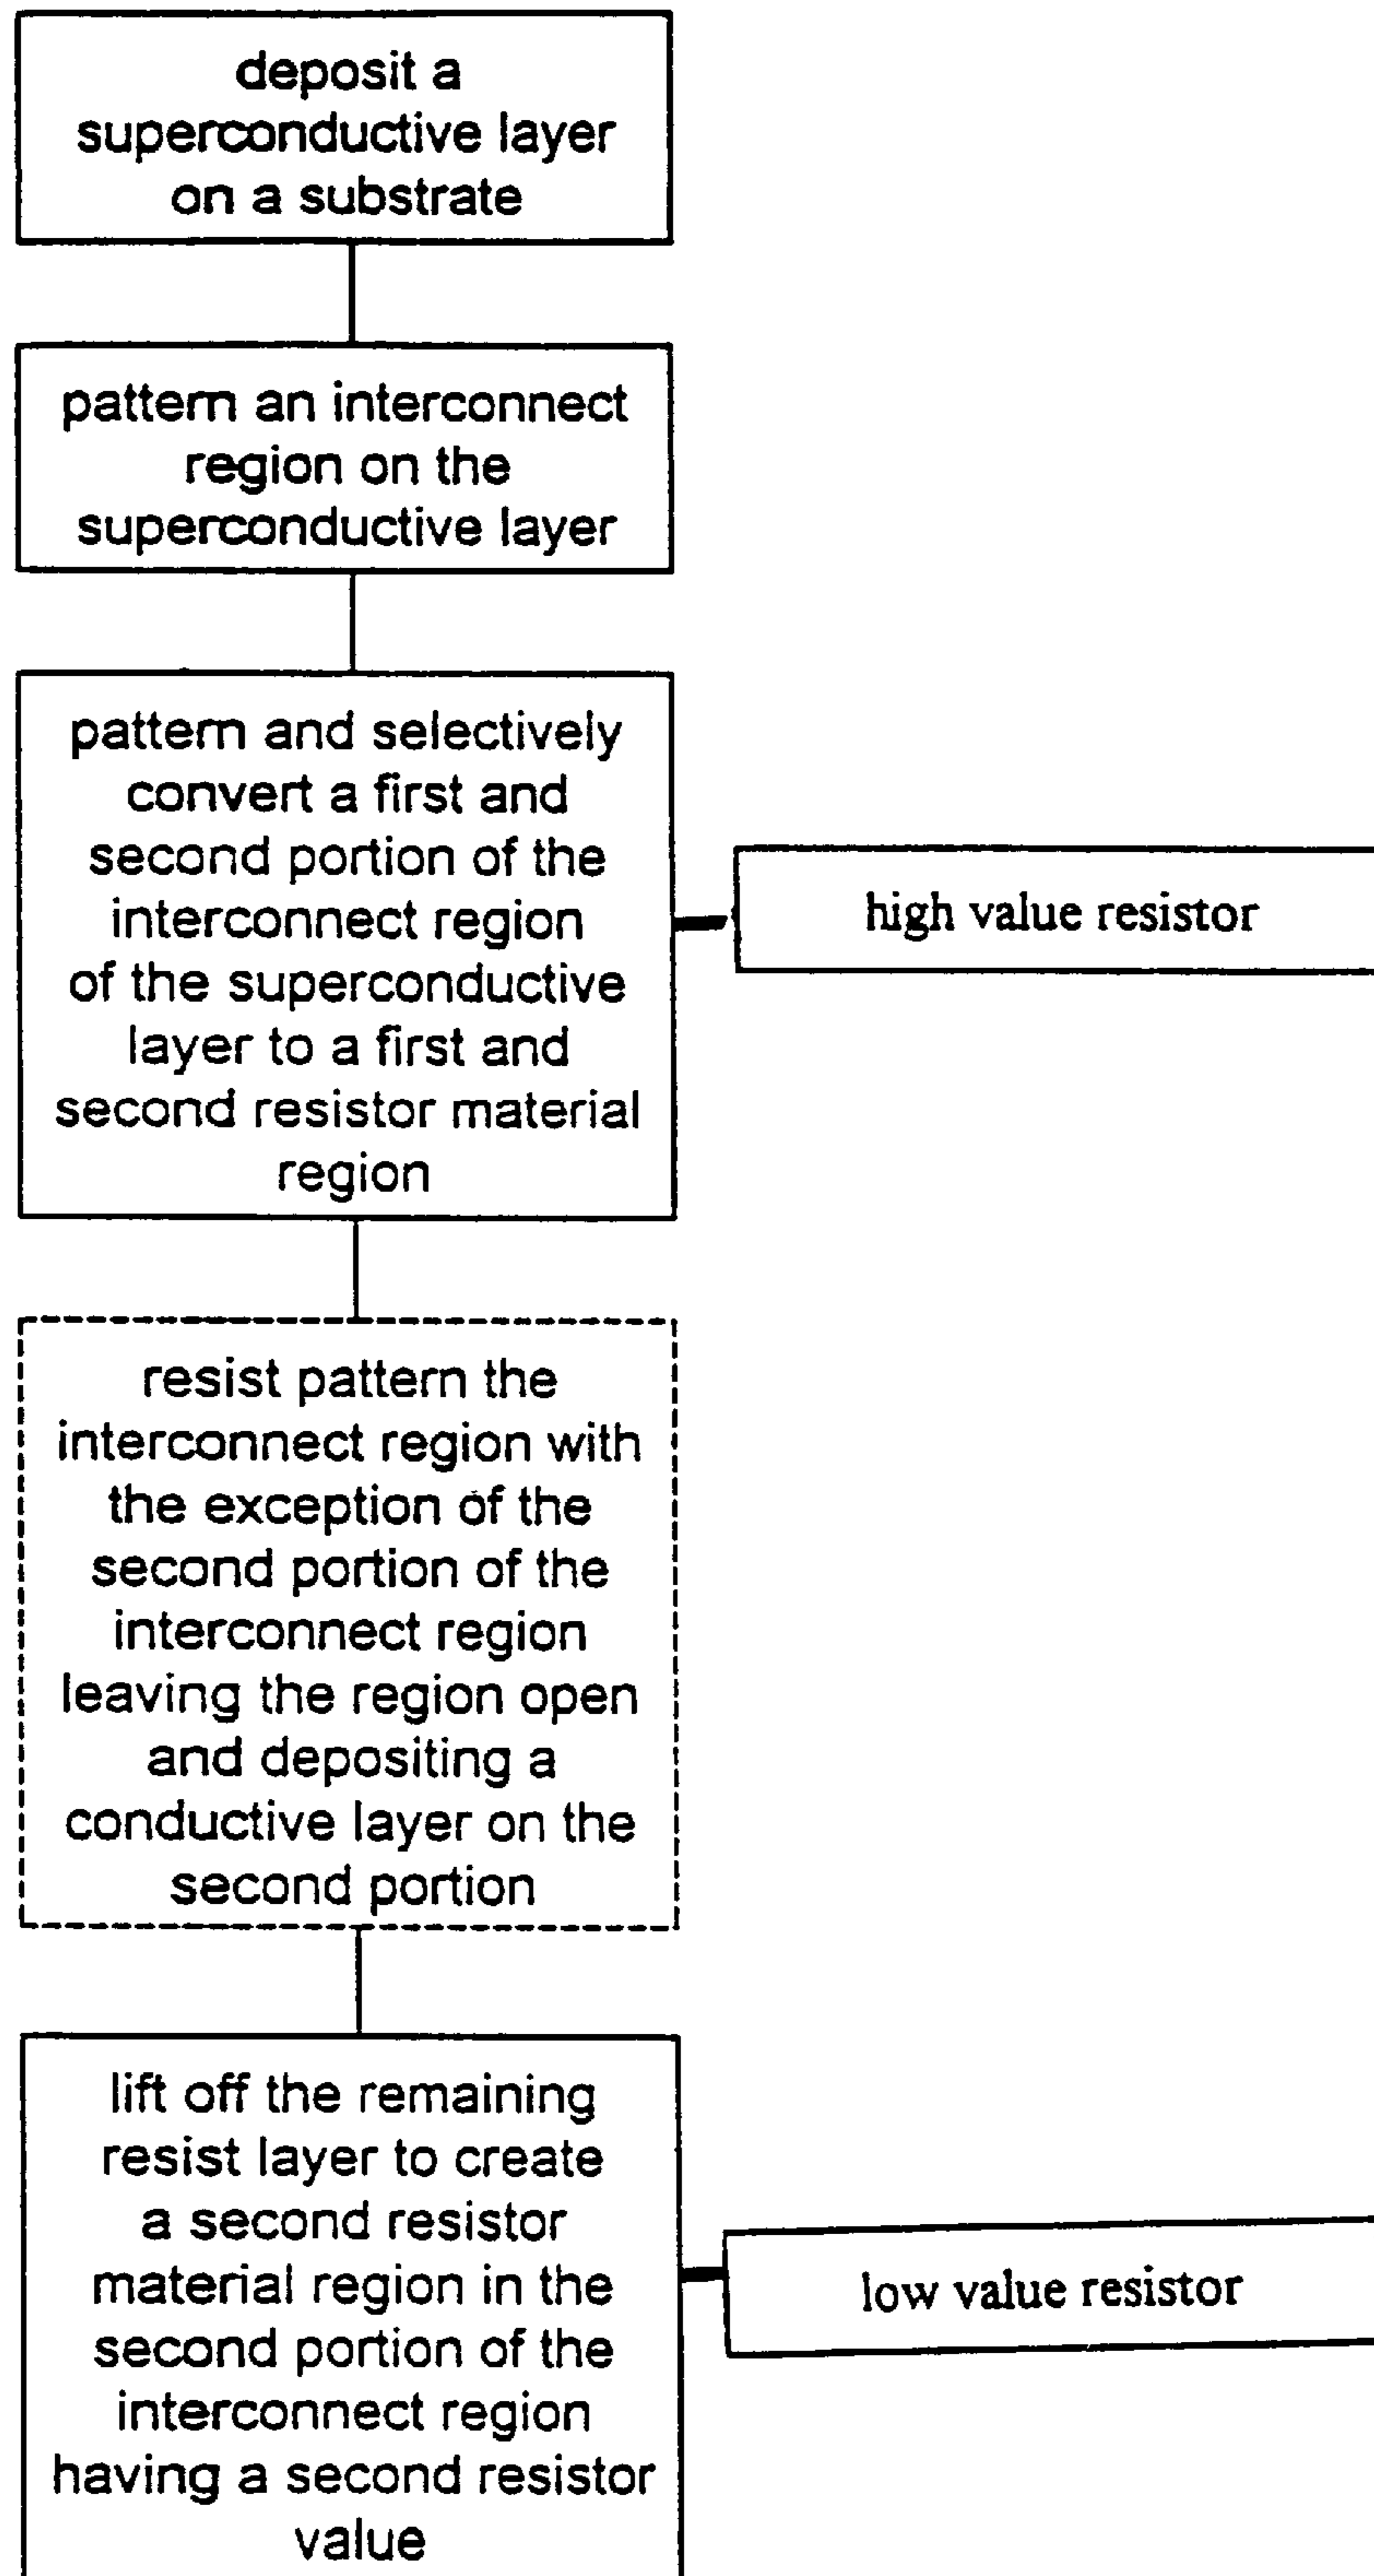 deposit a
superconductive layer
on a substrate
pattern an interconnect
region on the
superconductive layer
pattern and selectively
convert a first and
second portion of the
interconnect region
of the superconductive
layer to a first and
second resistor material
region
high value resistor
resist pattern the
interconnect region with
the exception of the
second portion of the
interconnect region
leaving the region open
and depositing a
conductive layer on the
second portion
lift off the remaining
resist layer to create
a second resistor
material region in the
second portion of the
interconnect region
having a second resistor
value
low value resistor